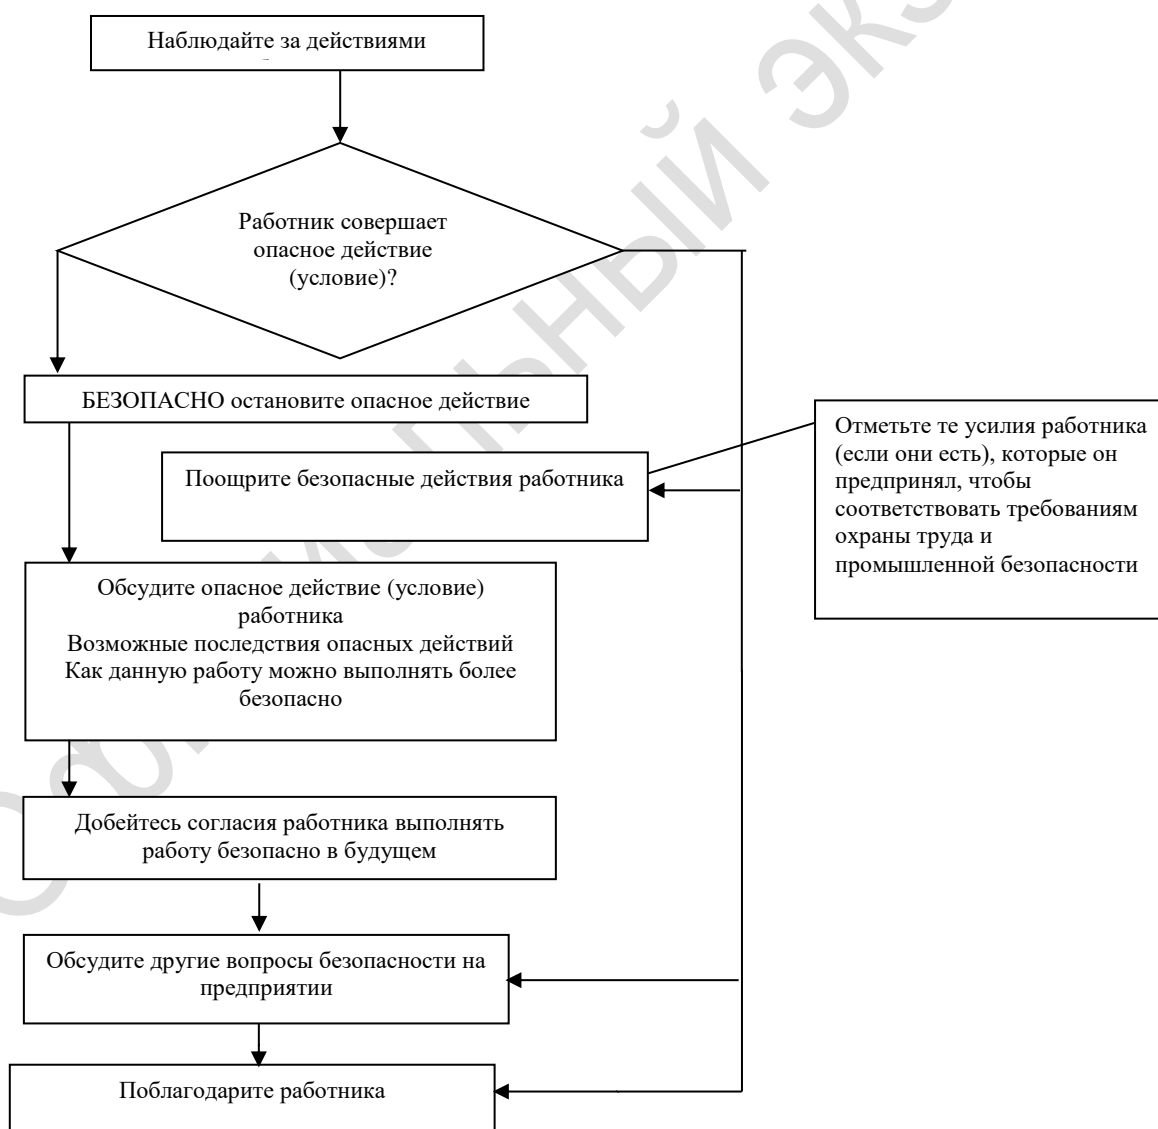 Наблюдайте за действиями
Работник совершает
опасное действие
(условие)?
БЕЗОПАСНО остановите опасное действие
Поощрите безопасные действия работника
Отметьте те усилия работника
(если они есть), которые он
предпринял, чтобы
соответствовать требованиям
охраны труда и
промышленной безопасности
Обсудите опасное действие (условие)
работника
Возможные последствия опасных действий
Как данную работу можно выполнять более
безопасно
Добейтесь согласия работника выполнять
работу безопасно в будущем
Обсудите другие вопросы безопасности на
предприятии
Поблагодарите работника